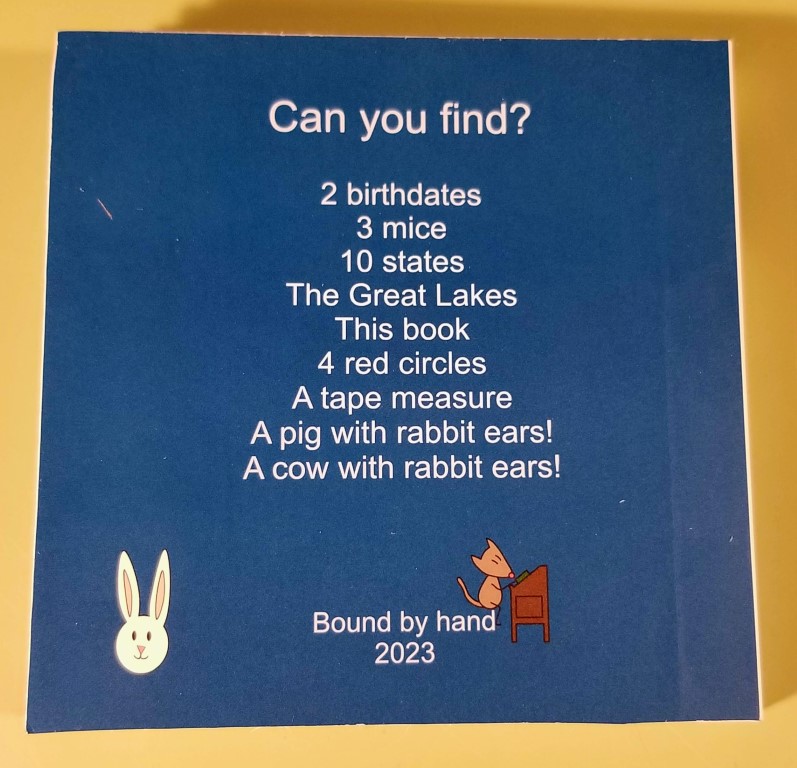 Can you find?
2 birthdates
3 mice
10 states
The Great Lakes
This book
4 red circles
A tape measure
A pig with rabbit ears!
A cow with rabbit ears!
Bound by hand
2023